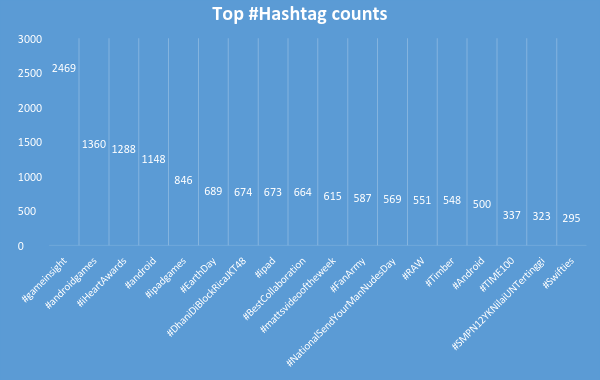 Top #Hashtag counts
3000
2500
2000
1500
1000
500
0
2469
1360
1288
1148
846
689
674
673
664
615
587
569
551
548
500
337
323
295
#gameinsight
#androidgames
#iHeartAwards
#android
#ipadgames
#EarthDay
#DhaniDiBlockRicaJKT48
#ipad
#BestCollaboration
#mattsvideooftheweek
#FanArmy
#NationalSendYourManNudesDay
#RAW
#Timber
#Android
#TIME100
#SMPN12YKNilaiUNTertinggi
#Swifties